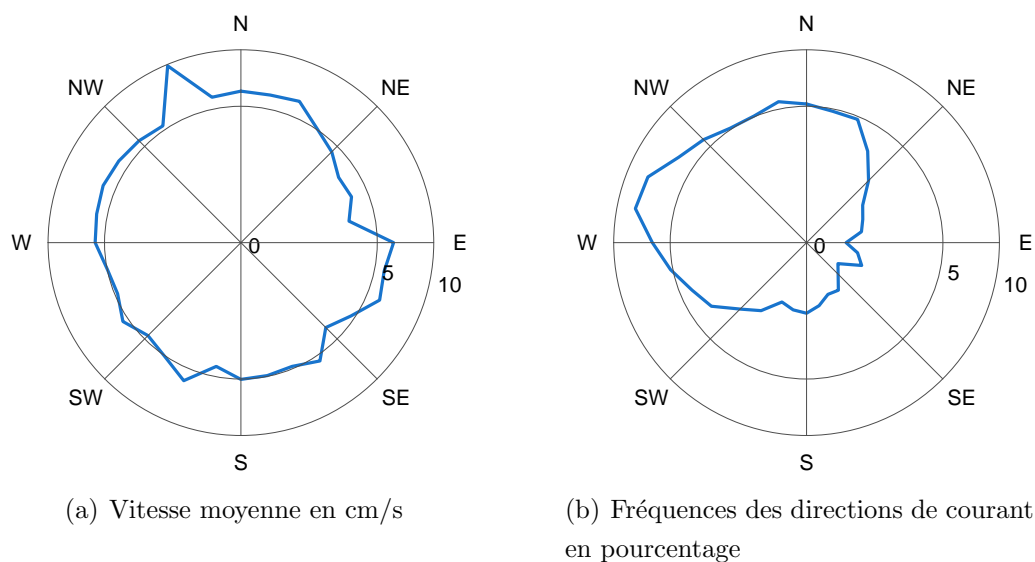 N
NW
NE
W
0
E
5
10
SW
SE
S
(a) Vitesse moyenne en cm/s
N
NW
NE
W
0
E
5
10
SW
SE
S
(b) Fréquences des directions de courant
en pourcentage